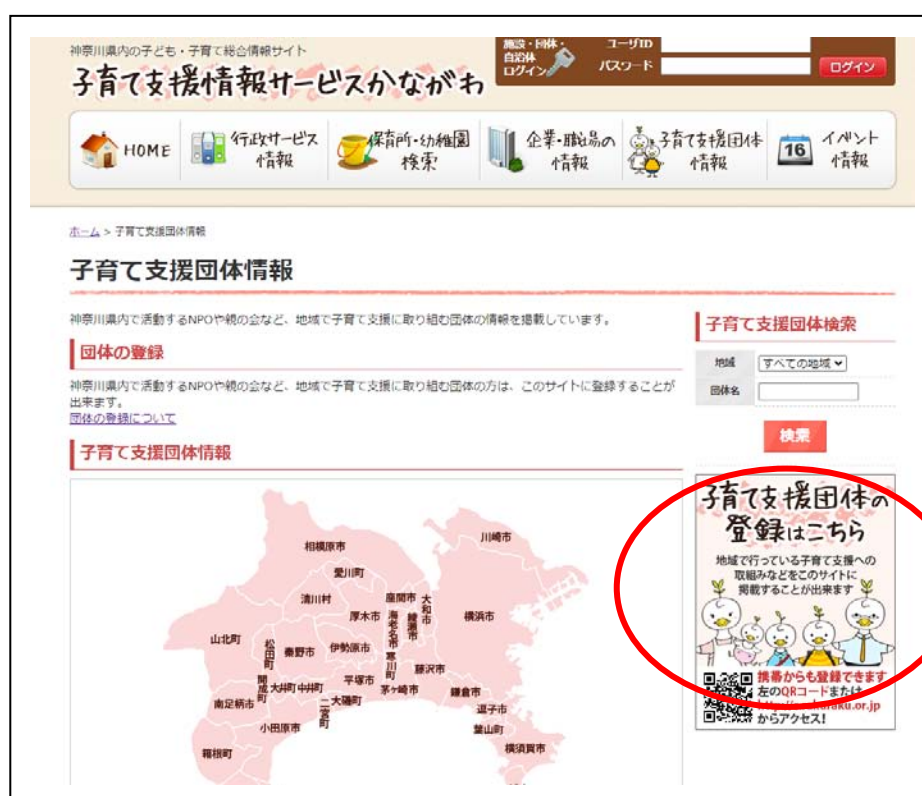 神奈川県内の子ども・子育て総合情報サイト
子育て支援情報サービスかながわ
施設・団体・
自治体
ログイン
ユーザID
パスワード
ログイン
HOME
行政サービス
情報
保育所・幼稚園
検索
企業・職場の
情報
子育て支援団体
情報
16
イベント
情報
ホーム > 子育て支援団体情報
子育て支援団体情報
神奈川県内で活動するNPOや親の会など、地域で子育て支援に取り組む団体の情報を掲載しています。
団体の登録
神奈川県内で活動するNPOや親の会など、地域で子育て支援に取り組む団体の方は、このサイトに登録することが
出来ます。
団体の登録について
子育て支援団体情報
相模原市
川崎市
愛川町
清川村
座間市
大和市
厚木市
海老名市
綾瀬市
横浜市
山北町
松田町
秦野市
伊勢原市
寒川町
藤沢市
開成町
大井町
中井町
平塚市
茅ヶ崎市
鎌倉市
南足柄市
二宮町
大磯町
逗子市
小田原市
葉山町
箱根町
横須賀市
子育て支援団体検索
地域
すべての地域
団体名
検索
子育て支援団体の
登録はこちら
地域で行っている子育て支援への
取組みなどをこのサイトに
掲載することが出来ます
携帯からも登録できます
左のQRコードまたは
からアクセス!